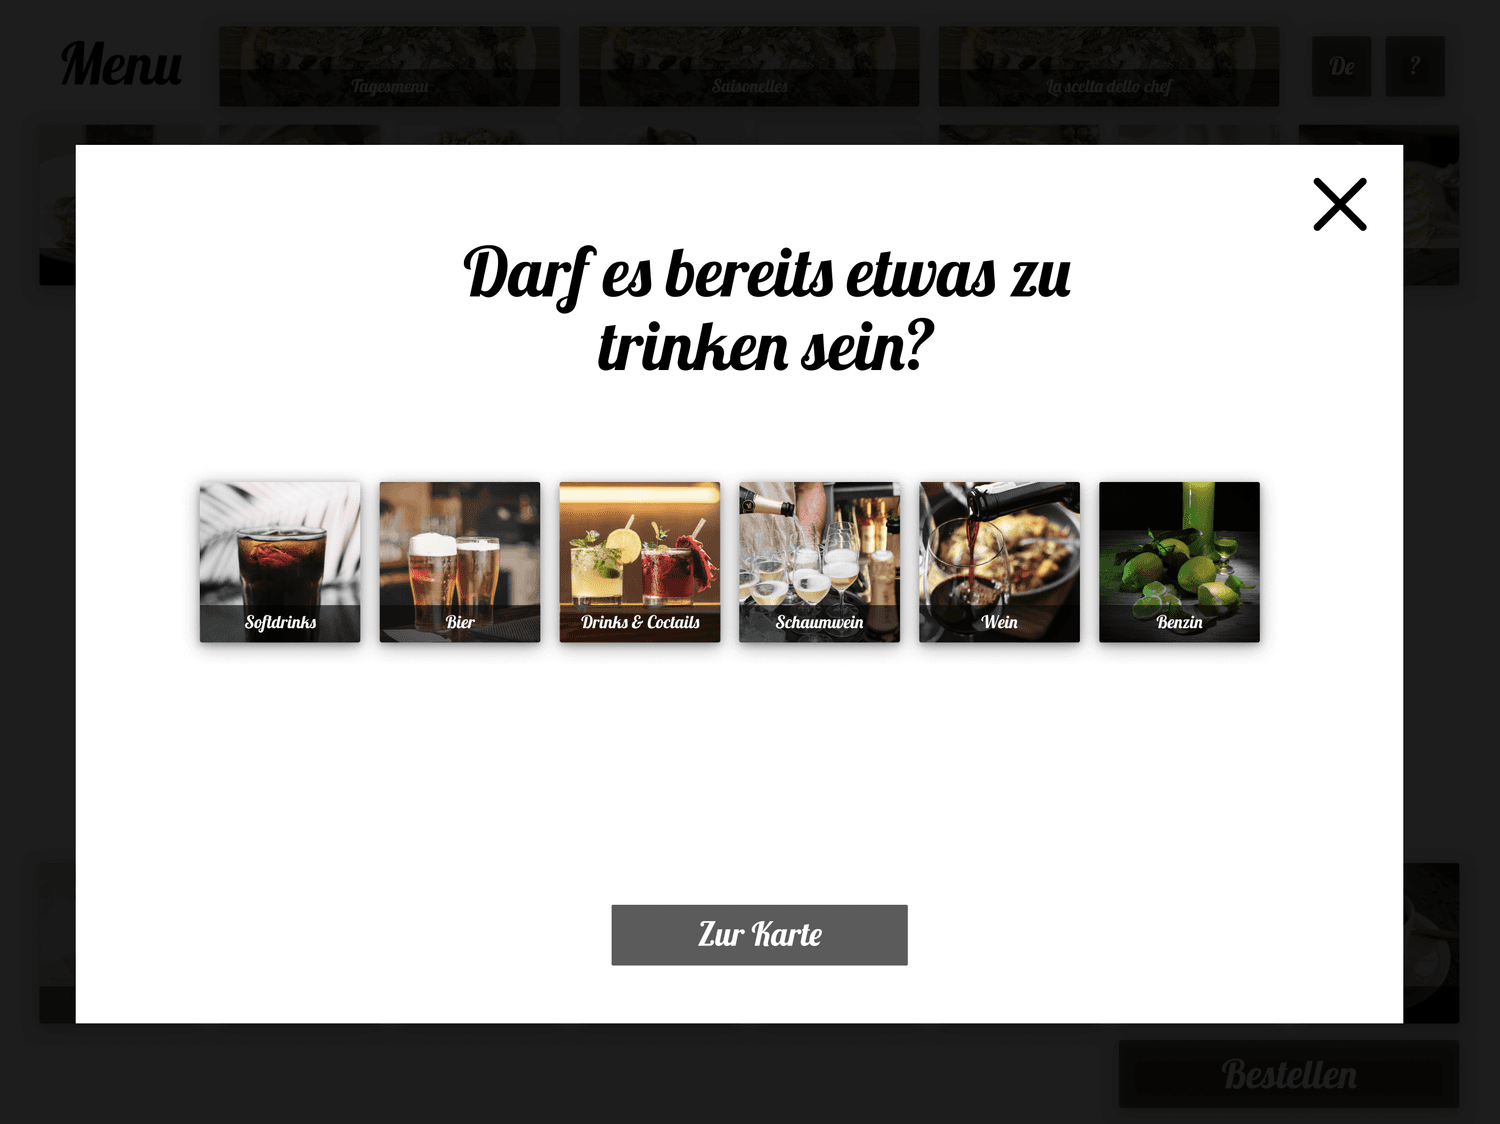 Menu
Tagesmenu
Saisonelles
La scelta dello chef
De
?
Darf es bereits etwas zu
trinken sein?
Softdrinks
Bier
Drinks & Coctails
Schaumwein
Wein
Benzin
Zur Karte
Bestellen